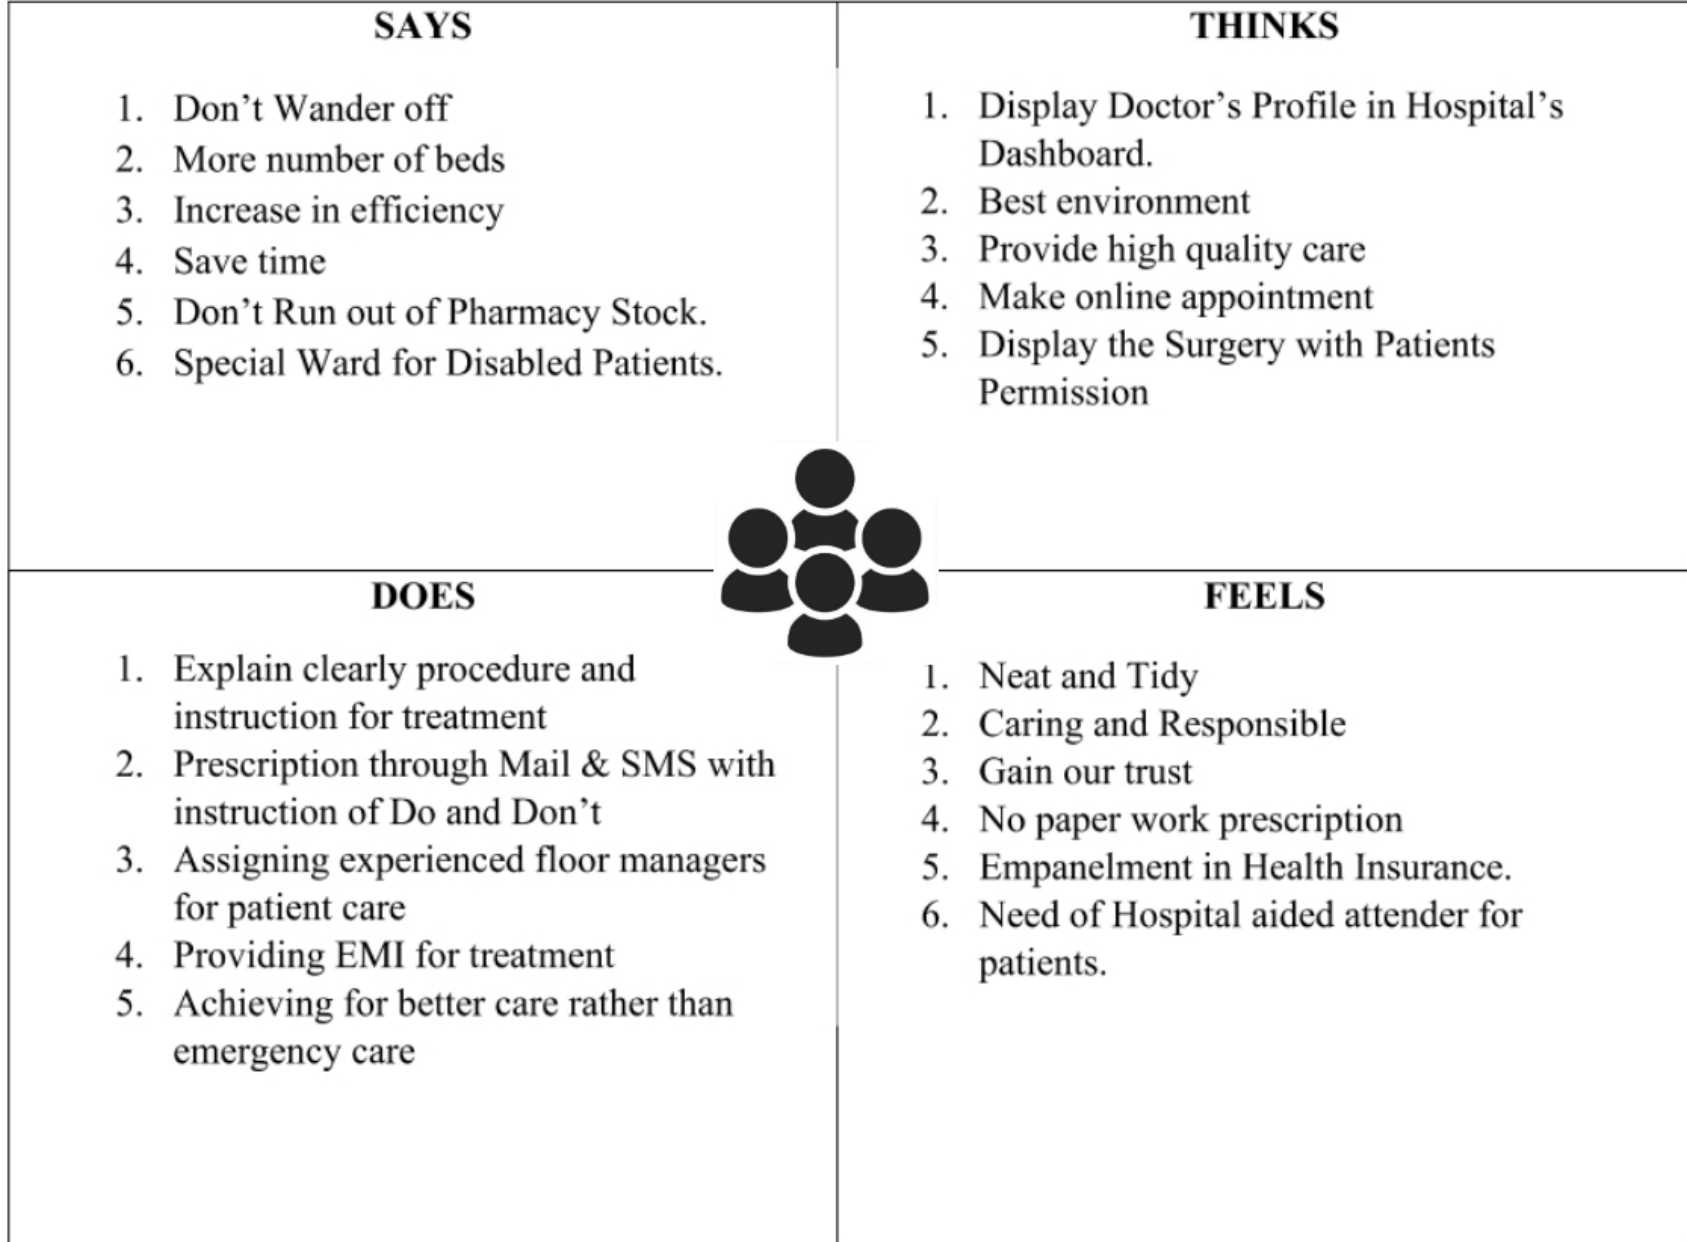 SAYS
1. Don’t Wander off
2. More number of beds
3. Increase in efficiency
4. Save time
5. Don’t Run out of Pharmacy Stock.
6. Special Ward for Disabled Patients.
THINKS
1. Display Doctor’s Profile in Hospital’s
Dashboard.
2. Best environment
3. Provide high quality care
4. Make online appointment
5. Display the Surgery with Patients
Permission
DOES
1. Explain clearly procedure and
instruction for treatment
2. Prescription through Mail & SMS with
instruction of Do and Don’t
3. Assigning experienced floor managers
for patient care
4. Providing EMI for treatment
5. Achieving for better care rather than
emergency care
FEELS
1. Neat and Tidy
2. Caring and Responsible
3. Gain our trust
4. No paper work prescription
5. Empanelment in Health Insurance.
6. Need of Hospital aided attender for
patients.